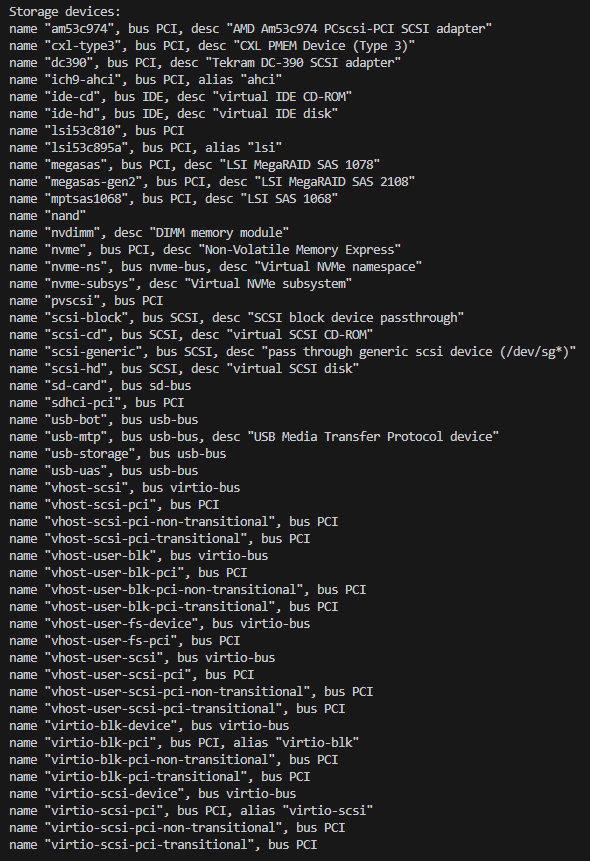 Storage devices:
name "am53c974", bus PCI, desc "AMD Am53c974 PCscsi-PCI SCSI adapter"
name "cxl-type3", bus PCI, desc "CXL PMEM Device (Type 3)"
name "dc390", bus PCI, desc "Tekram DC-390 SCSI adapter"
name "ich9-ahci", bus PCI, alias "ahci"
name "ide-cd", bus IDE, desc "virtual IDE CD-ROM"
name "ide-hd", bus IDE, desc "virtual IDE disk"
name "lsi53c810", bus PCI
name "lsi53c895a", bus PCI, alias "lsi"
name "megasas", bus PCI, desc "LSI MegaRAID SAS 1078"
name "megasas-gen2", bus PCI, desc "LSI MegaRAID SAS 2108"
name "mptsas1068", bus PCI, desc "LSI SAS 1068"
name "nand"
name "nvdimm", desc "DIMM memory module"
name "nvme", bus PCI, desc "Non-Volatile Memory Express"
name "nvme-ns", bus nvme-bus, desc "Virtual NVMe namespace"
name "nvme-subsys", desc "Virtual NVMe subsystem"
name "pvscsi", bus PCI
name "scsi-block", bus SCSI, desc "SCSI block device passthrough"
name "scsi-cd", bus SCSI, desc "virtual SCSI CD-ROM"
name "scsi-generic", bus SCSI, desc "pass through generic scsi device (/dev/sg*)"
name "scsi-hd", bus SCSI, desc "virtual SCSI disk"
name "sd-card", bus sd-bus
name "sdhci-pci", bus PCI
name "usb-bot", bus usb-bus
name "usb-mtp", bus usb-bus, desc "USB Media Transfer Protocol device"
name "usb-storage", bus usb-bus
name "usb-uas", bus usb-bus
name "vhost-scsi", bus virtio-bus
name "vhost-scsi-pci", bus PCI
name "vhost-scsi-pci-non-transitional", bus PCI
name "vhost-scsi-pci-transitional", bus PCI
name "vhost-user-blk", bus virtio-bus
name "vhost-user-blk-pci", bus PCI
name "vhost-user-blk-pci-non-transitional", bus PCI
name "vhost-user-blk-pci-transitional", bus PCI
name "vhost-user-fs-device", bus virtio-bus
name "vhost-user-fs-pci", bus PCI
name "vhost-user-scsi", bus virtio-bus
name "vhost-user-scsi-pci", bus PCI
name "vhost-user-scsi-pci-non-transitional", bus PCI
name "vhost-user-scsi-pci-transitional", bus PCI
name "virtio-blk-device", bus virtio-bus
name "virtio-blk-pci", bus PCI, alias "virtio-blk"
name "virtio-blk-pci-non-transitional", bus PCI
name "virtio-blk-pci-transitional", bus PCI
name "virtio-scsi-device", bus virtio-bus
name "virtio-scsi-pci", bus PCI, alias "virtio-scsi"
name "virtio-scsi-pci-non-transitional", bus PCI
name "virtio-scsi-pci-transitional", bus PCI